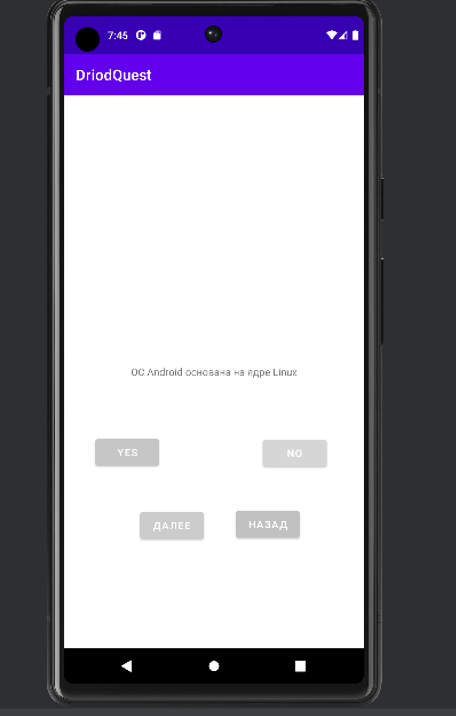 7:45
DriodQuest
ОС Android основана на ядре Linux
YES
NO
ДАЛЕЕ
НАЗАД